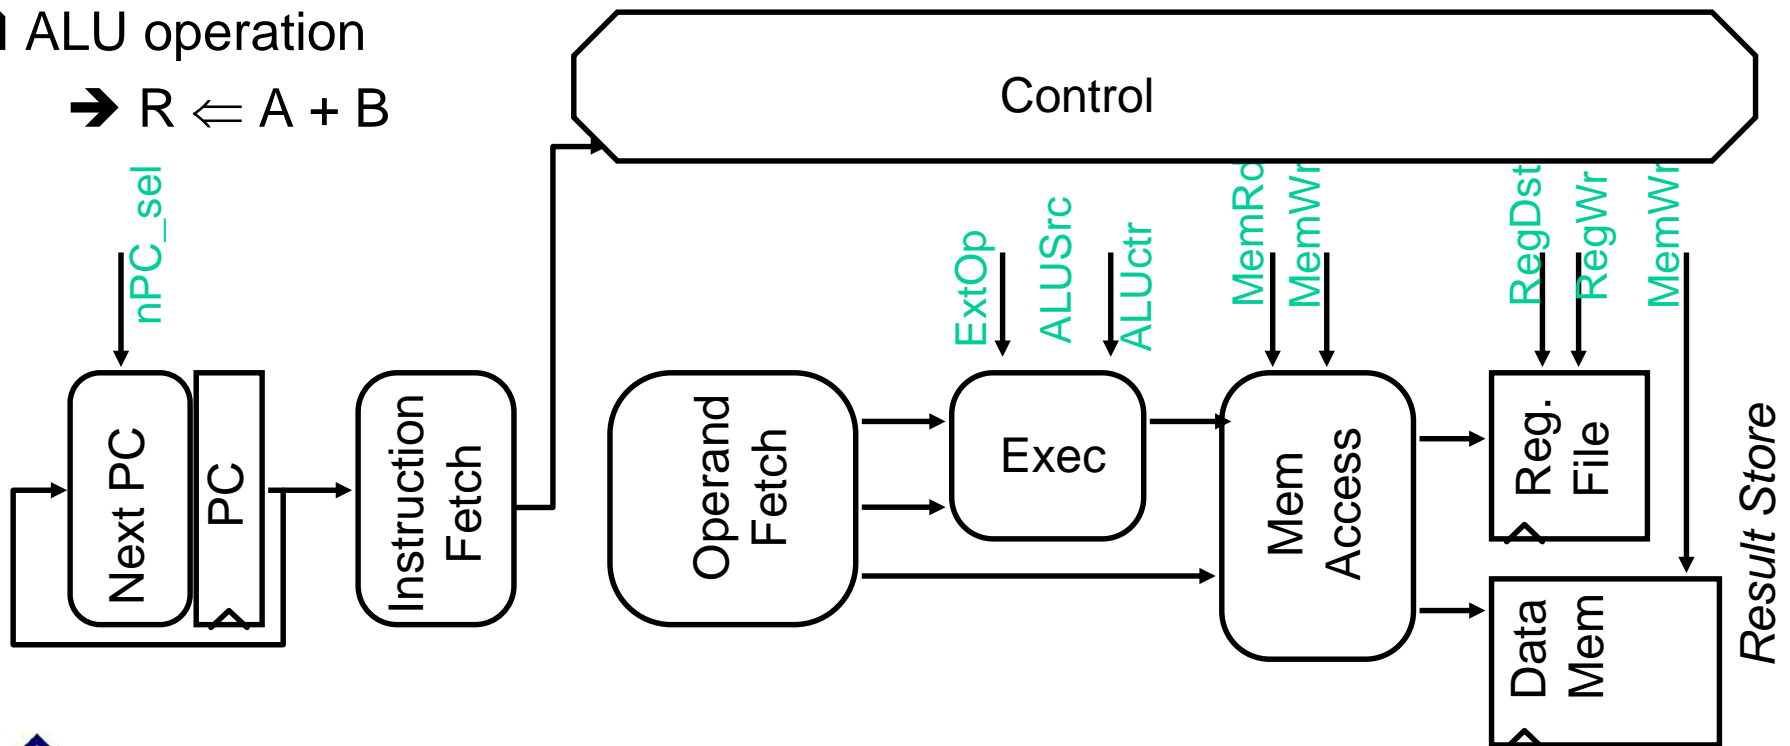 ALU operation
➔ R ⇐ A + B
Control
nPC_sel
ExtOp
ALUSrc
ALUctr
MemRd
MemWr
RegDst
RegWr
MemWr
Next PC
PC
Instruction
Fetch
Operand
Fetch
Exec
Mem
Access
Reg.
File
Data
Mem
Result Store